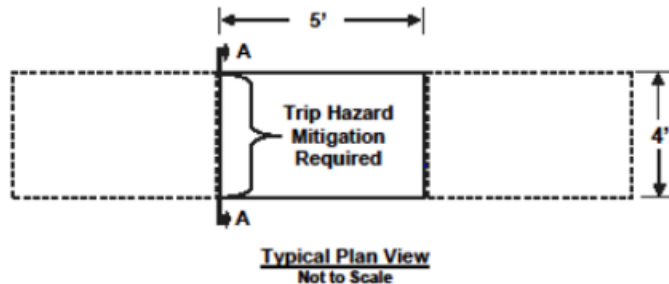 5'
A
Trip Hazard
Mitigation
Required
4'
A
Typical Plan View
Not to Scale